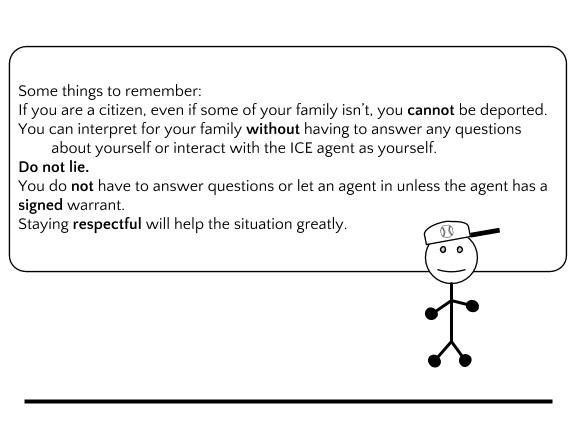 Some things to remember:
If you are a citizen, even if some of your family isn't, you cannot be deported.
You can interpret for your family without having to answer any questions
about yourself or interact with the ICE agent as yourself.
Do not lie.
You do not have to answer questions or let an agent in unless the agent has a
signed warrant.
Staying respectful will help the situation greatly.